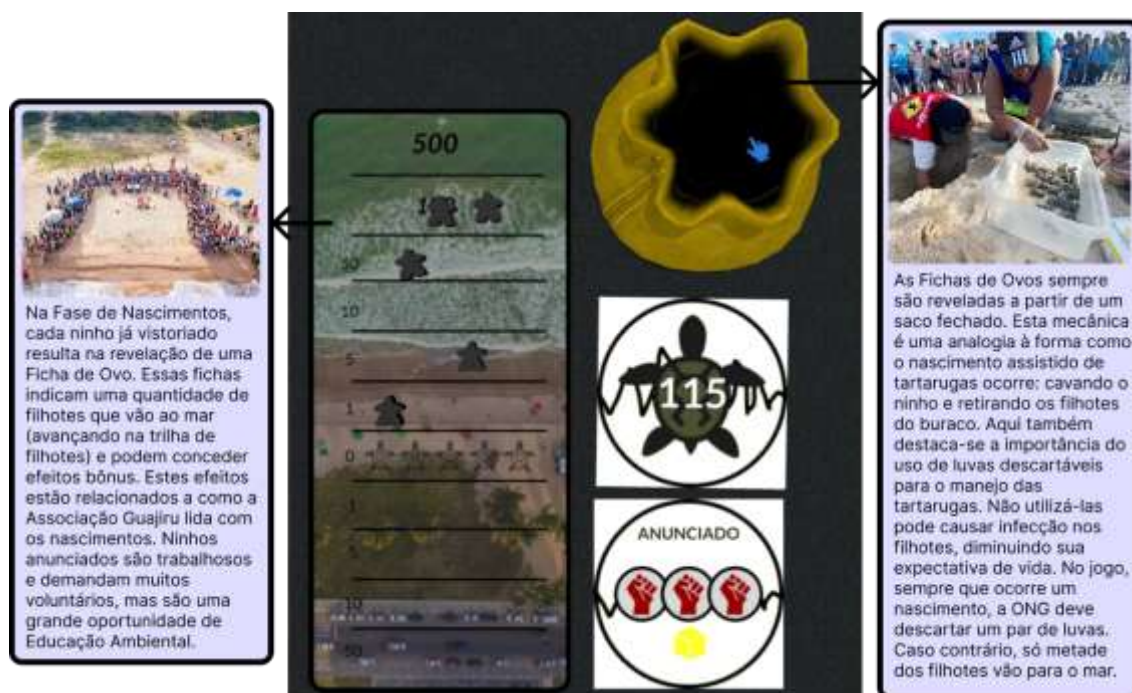 Na Fase de Nascimentos,
cada ninho já vistoriado
resulta na revelação de uma
Ficha de Ovo. Essas fichas
indicam uma quantidade de
filhotes que vão ao mar
(avançando na trilha de
filhotes) e podem conceder
efeitos bônus. Estes efeitos
estão relacionados a como a
Associação Guajiru lida com
os nascimentos. Ninhos
anunciados são trabalhosos
e demandam muitos
voluntários, mas são uma
grande oportunidade de
Educação Ambiental.
500
10
5
1
0
1
5
10
50
115
ANUNCIADO
As Fichas de Ovos sempre
são reveladas a partir de um
saco fechado. Esta mecânica
é uma analogia à forma como
o nascimento assistido de
tartarugas ocorre: cavando o
ninho e retirando os filhotes
do buraco. Aqui também
destaca-se a importância do
uso de luvas descartáveis
para o manejo das
tartarugas. Não utilizá-las
pode causar infecção nos
filhotes, diminuindo sua
expectativa de vida. No jogo,
sempre que ocorre um
nascimento, a ONG deve
descartar um par de luvas.
Caso contrário, só metade
dos filhotes vão para o mar.